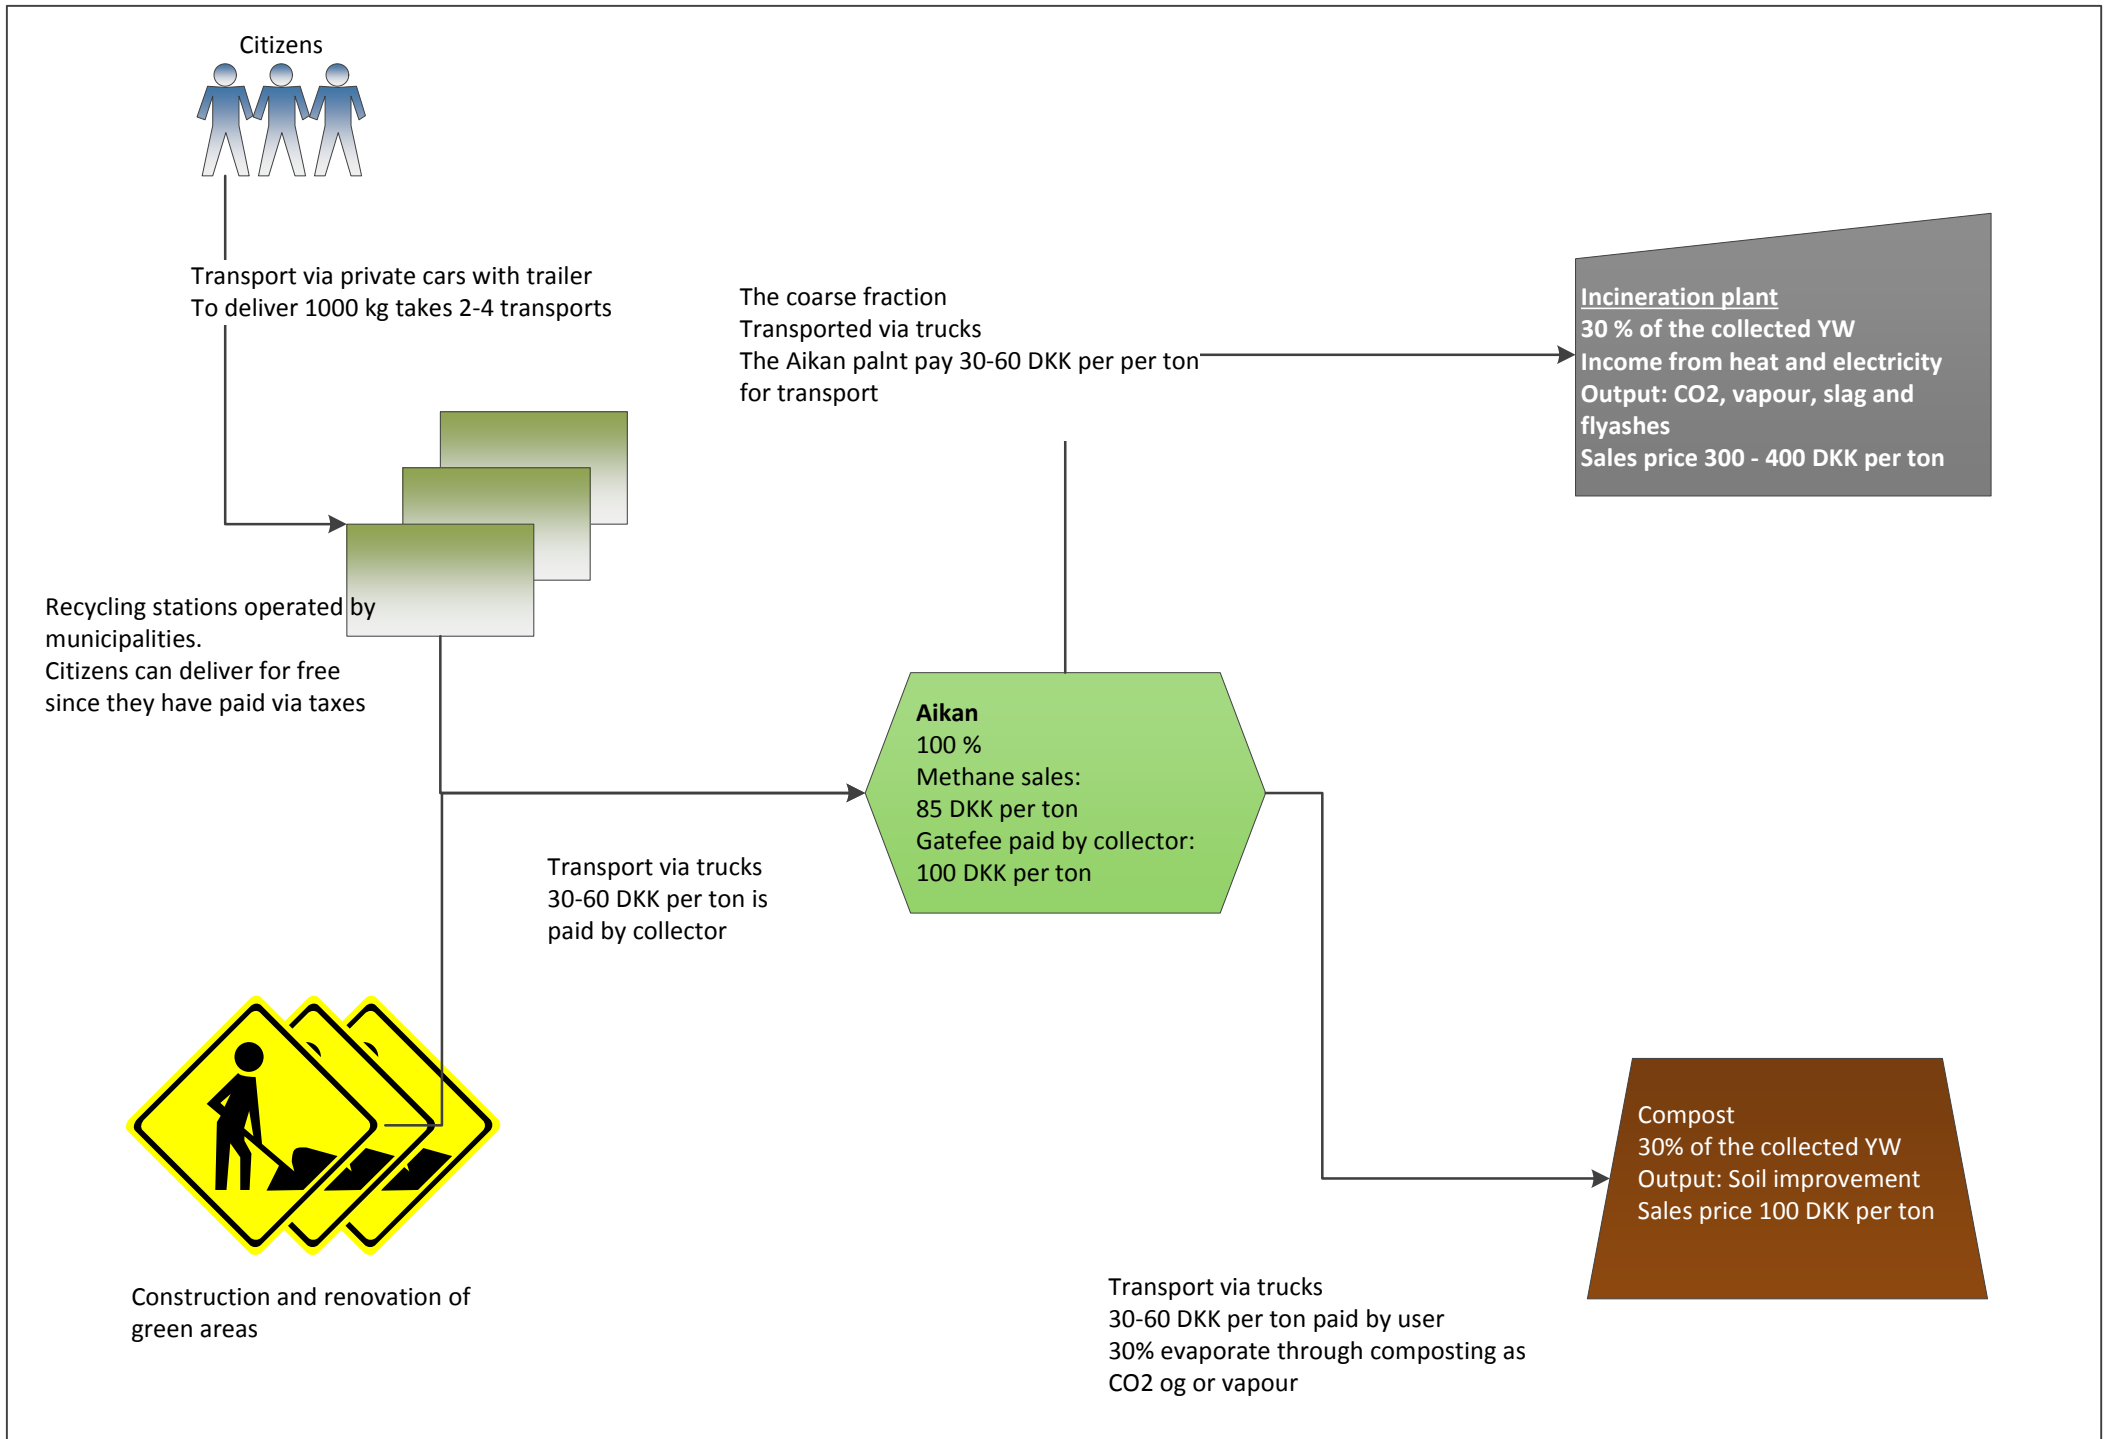 Citizens
Transport via private cars with trailer
To deliver 1000 kg takes 2-4 transports
The coarse fraction
Transported via trucks
The Aikan palnt pay 30-60 DKK per per ton
for transport
Incineration plant
30 % of the collected YW
Income from heat and electricity
Output: CO2, vapour, slag and
flyashes
Sales price 300 - 400 DKK per ton
Recycling stations operated by
municipalities.
Citizens can deliver for free
since they have paid via taxes
Aikan
100 %
Methane sales:
85 DKK per ton
Gatefee paid by collector:
100 DKK per ton
Transport via trucks
30-60 DKK per ton is
paid by collector
Construction and renovation of
green areas
Compost
30% of the collected YW
Output: Soil improvement
Sales price 100 DKK per ton
Transport via trucks
30-60 DKK per ton paid by user
30% evaporate through composting as
CO2 og or vapour